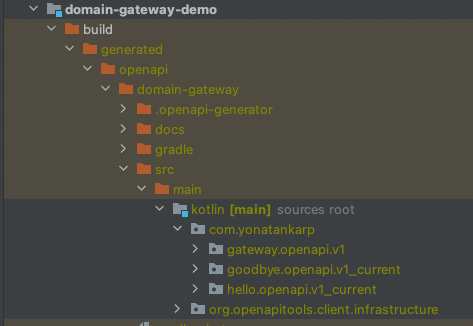 domain-gateway-demo
build
generated
openapi
domain-gateway
.openapi-generator
docs
gradle
src
main
kotlin [main] sources root
com.yonatankarp
gateway.openapi.v1
goodbye.openapi.v1_current
hello.openapi.v1_current
org.openapitools.client.infrastructure